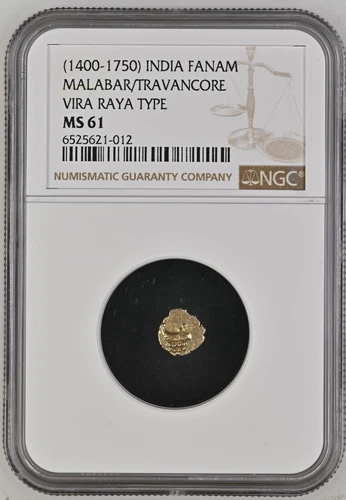 (1400-1750) INDIA FANAM
MALABAR/TRAVANCORE
VIRA RAYA TYPE
MS 61
6525621-012
NUMISMATIC GUARANTY COMPANY NGC®